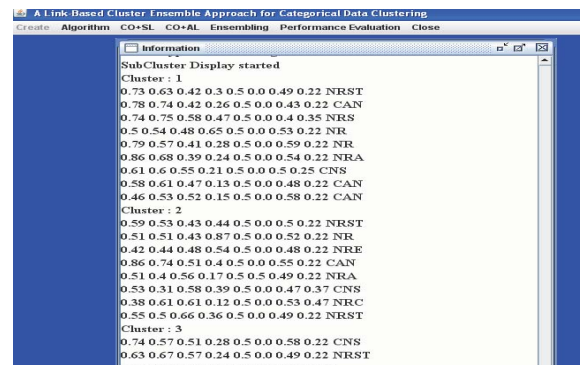 A Link-Based Cluster Ensemble Approach for Categorical Data Clustering
Create Algorithm CO+SL CO+AL Ensembling Performance Evaluation Close
Information
SubCluster Display started
Cluster : 1
0.73 0.63 0.42 0.3 0.5 0.0 0.49 0.22 NRST
0.78 0.74 0.42 0.26 0.5 0.0 0.43 0.22 CAN
0.74 0.75 0.58 0.47 0.5 0.0 0.4 0.35 NRS
0.5 0.54 0.48 0.65 0.5 0.0 0.53 0.22 NR
0.79 0.57 0.41 0.28 0.5 0.0 0.59 0.22 NR
0.86 0.68 0.39 0.24 0.5 0.0 0.54 0.22 NRA
0.61 0.6 0.55 0.21 0.5 0.0 0.5 0.25 CNS
0.58 0.61 0.47 0.13 0.5 0.0 0.48 0.22 CAN
0.46 0.53 0.52 0.15 0.5 0.0 0.58 0.22 CAN
Cluster : 2
0.59 0.53 0.43 0.44 0.5 0.0 0.5 0.22 NRST
0.51 0.51 0.43 0.87 0.5 0.0 0.52 0.22 NR
0.42 0.44 0.48 0.54 0.5 0.0 0.48 0.22 NRE
0.86 0.74 0.51 0.4 0.5 0.0 0.55 0.22 CAN
0.51 0.4 0.56 0.17 0.5 0.5 0.49 0.22 NRA
0.53 0.31 0.58 0.39 0.5 0.0 0.47 0.37 CNS
0.38 0.61 0.61 0.12 0.5 0.0 0.53 0.47 NRC
0.55 0.5 0.66 0.36 0.5 0.0 0.49 0.22 NRST
Cluster : 3
0.74 0.57 0.51 0.28 0.5 0.0 0.58 0.22 CNS
0.63 0.67 0.57 0.24 0.5 0.0 0.49 0.22 NRST